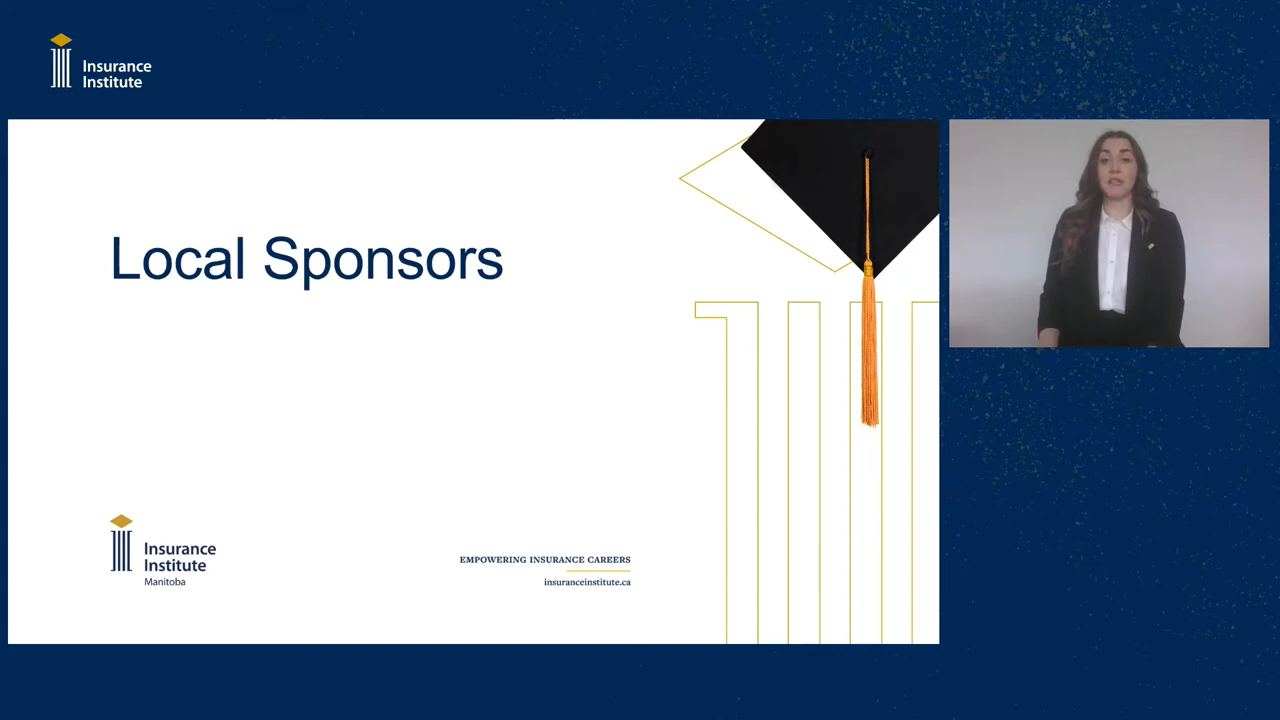 Insurance
Institute
Local Sponsors
Insurance
Institute
Manitoba
EMPOWERING INSURANCE CAREERS
insuranceinstitute.ca